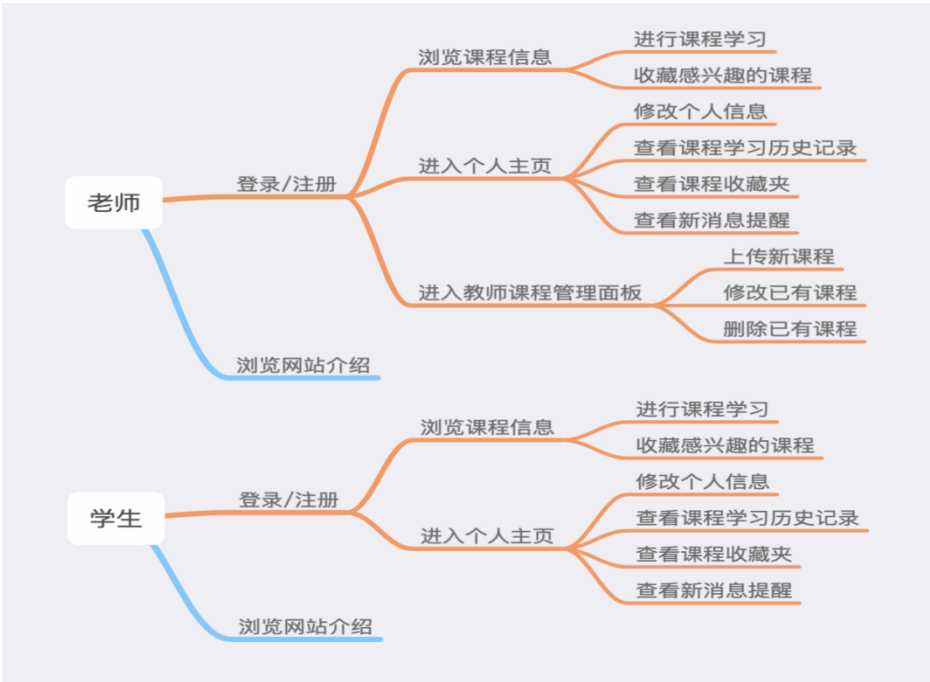 进行课程学习
浏览课程信息
收藏感兴趣的课程
修改个人信息
查看课程学习历史记录
进入个人主页
登录/注册
查看课程收藏夹
老师
查看新消息提醒
上传新课程
进入教师课程管理面板
修改已有课程
删除已有课程
浏览网站介绍
进行课程学习
浏览课程信息
收藏感兴趣的课程
修改个人信息
登录/注册
学生
查看课程学习历史记录
进入个人主页
查看课程收藏夹
查看新消息提醒
浏览网站介绍